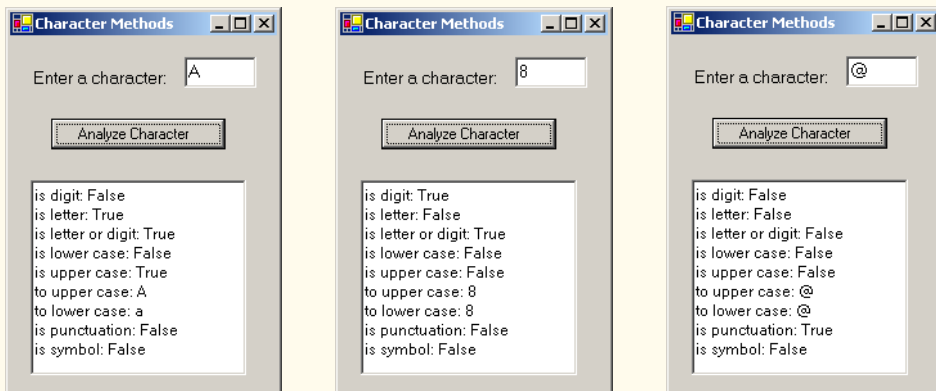 Character Methods
Enter a character: A
Analyze Character
is digit: False
is letter: True
is letter or digit: True
is lower case: False
is upper case: True
to upper case: A
to lower case: a
is punctuation: False
is symbol: False
Character Methods
Enter a character: 8
Analyze Character
is digit: True
is letter: False
is letter or digit: True
is lower case: False
is upper case: False
to upper case: 8
to lower case: 8
is punctuation: False
is symbol: False
Character Methods
Enter a character: @
Analyze Character
is digit: False
is letter: False
is letter or digit: False
is lower case: False
is upper case: False
to upper case: @
to lower case: @
is punctuation: True
is symbol: False